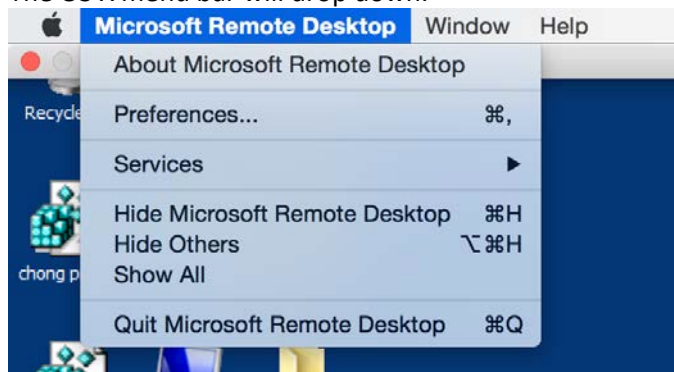 Microsoft Remote Desktop Window Help
About Microsoft Remote Desktop
Recycle
Preferences... ⌘,
Services ▶
Hide Microsoft Remote Desktop ⌘H
Hide Others ⌥⌘H
chong p
Show All
Quit Microsoft Remote Desktop ⌘Q